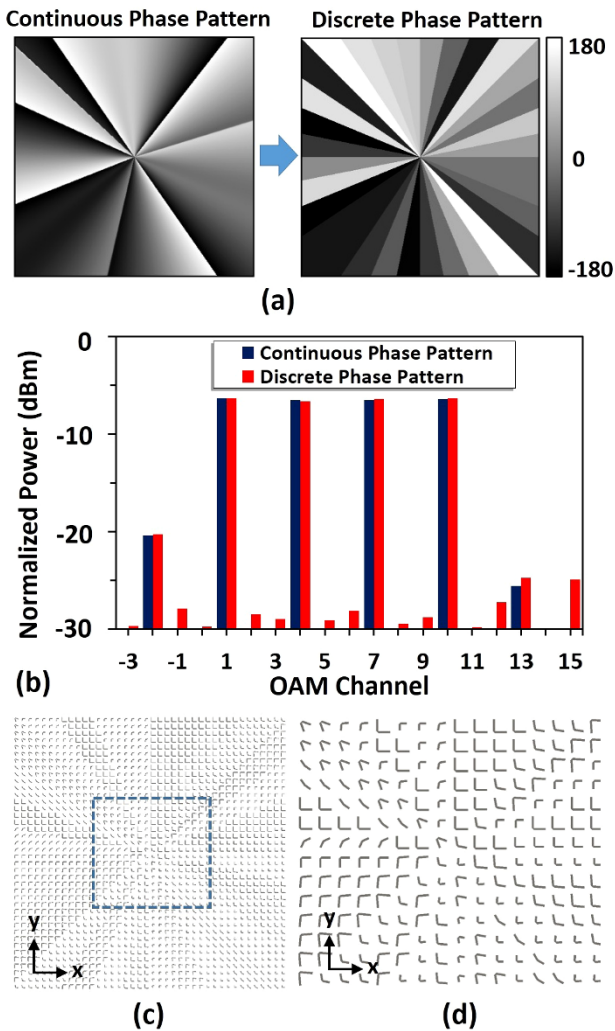 Continuous Phase Pattern
Discrete Phase Pattern
180
0
-180
(a)
0
-10
-20
-30
Normalized Power (dBm)
Continuous Phase Pattern
Discrete Phase Pattern
-3 -1 1 3 5 7 9 11 13 15
OAM Channel
(b)
y
x
y
x
(c)
(d)